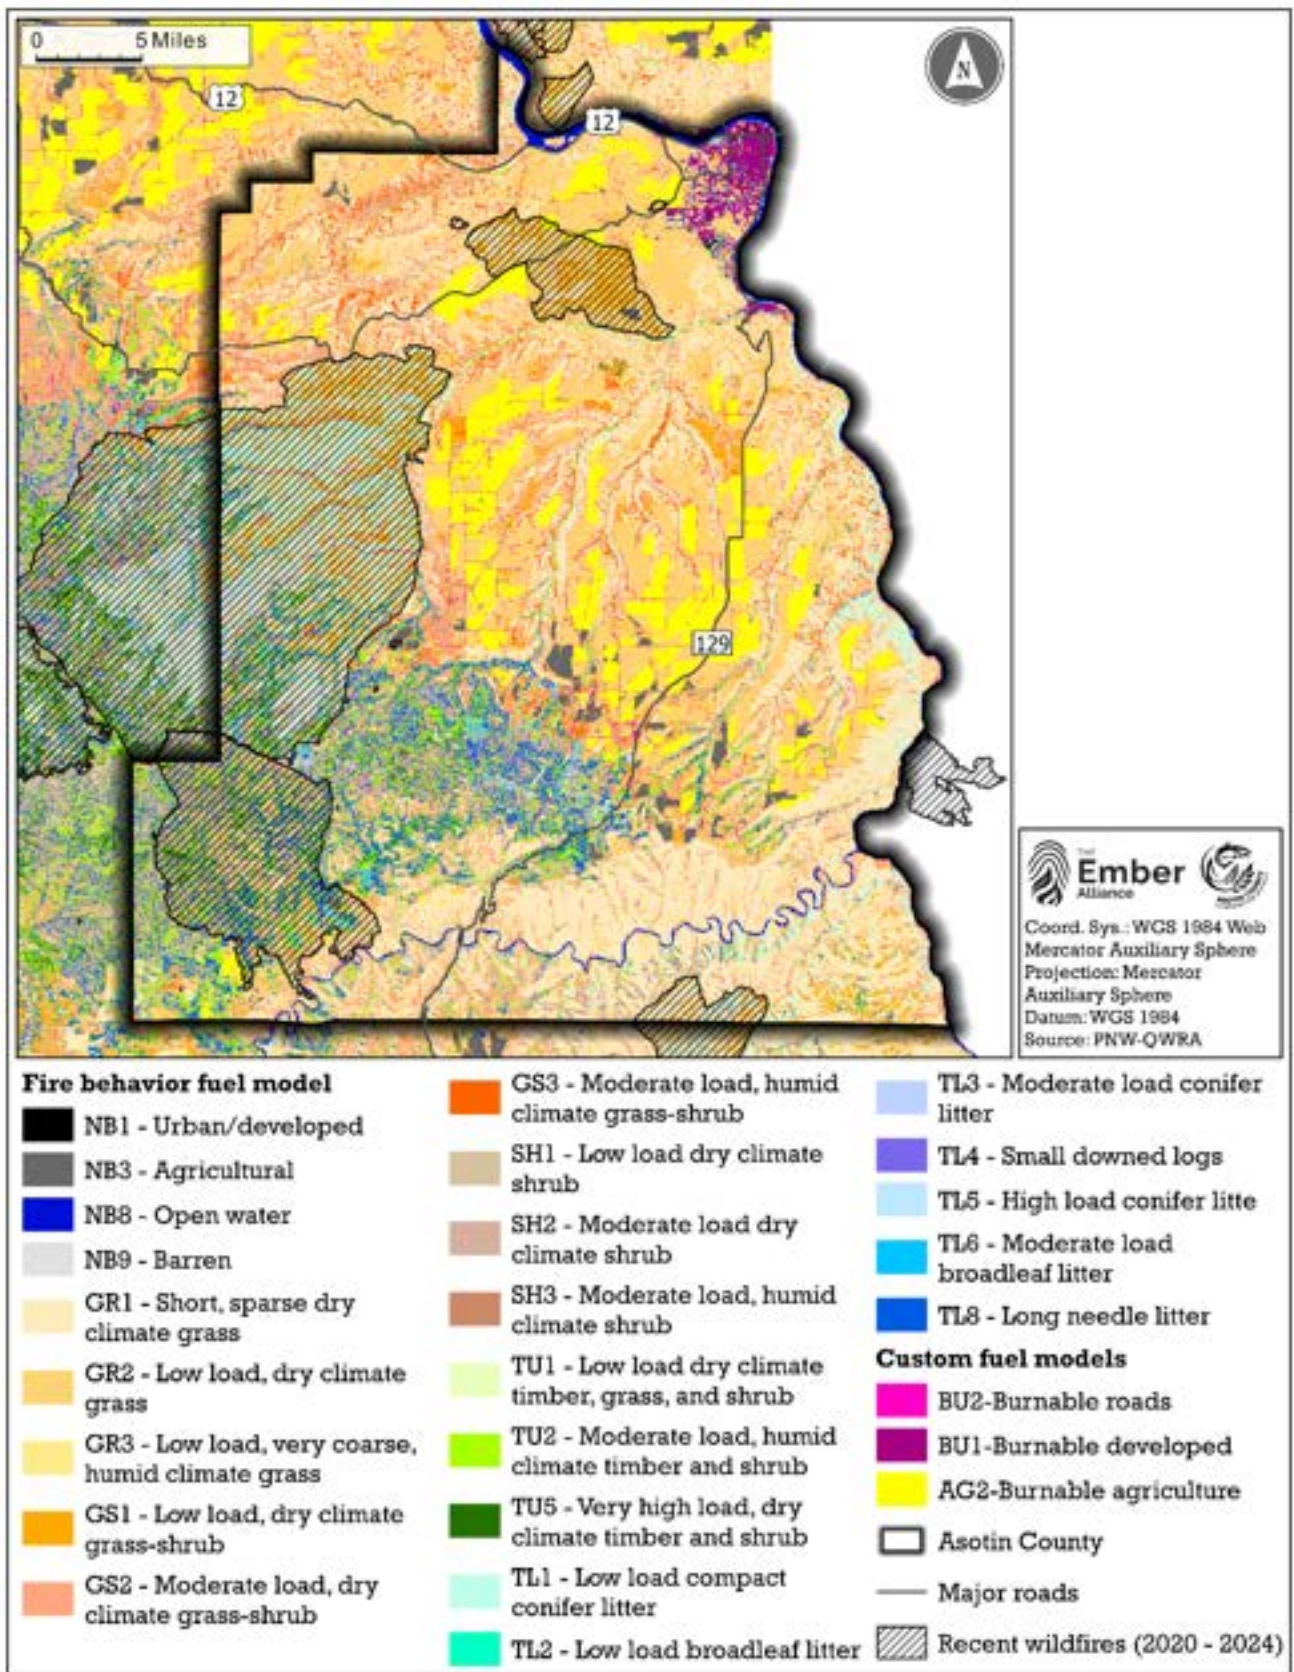 0 5 Miles
N
12
12
129
THE
Ember
Alliance
Coord. Sys.: WGS 1984 Web
Mercator Auxiliary Sphere
Projection: Mercator
Auxiliary Sphere
Datum: WGS 1984
Source: PNW-QWRA
Fire behavior fuel model
NB1 - Urban/developed
NB3 - Agricultural
NB8 - Open water
NB9 - Barren
GR1 - Short, sparse dry
climate grass
GR2 - Low load, dry climate
grass
GR3 - Low load, very coarse,
humid climate grass
GS1 - Low load, dry climate
grass-shrub
GS2 - Moderate load, dry
climate grass-shrub
GS3 - Moderate load, humid
climate grass-shrub
SH1 - Low load dry climate
shrub
SH2 - Moderate load dry
climate shrub
SH3 - Moderate load, humid
climate shrub
TU1 - Low load dry climate
timber, grass, and shrub
TU2 - Moderate load, humid
climate timber and shrub
TU5 - Very high load, dry
climate timber and shrub
TL1 - Low load compact
conifer litter
TL2 - Low load broadleaf litter
TL3 - Moderate load conifer
litter
TL4 - Small downed logs
TL5 - High load conifer litte
TL6 - Moderate load
broadleaf litter
TL8 - Long needle litter
Custom fuel models
BU2-Burnable roads
BU1-Burnable developed
AG2-Burnable agriculture
Asotin County
Major roads
Recent wildfires (2020 - 2024)